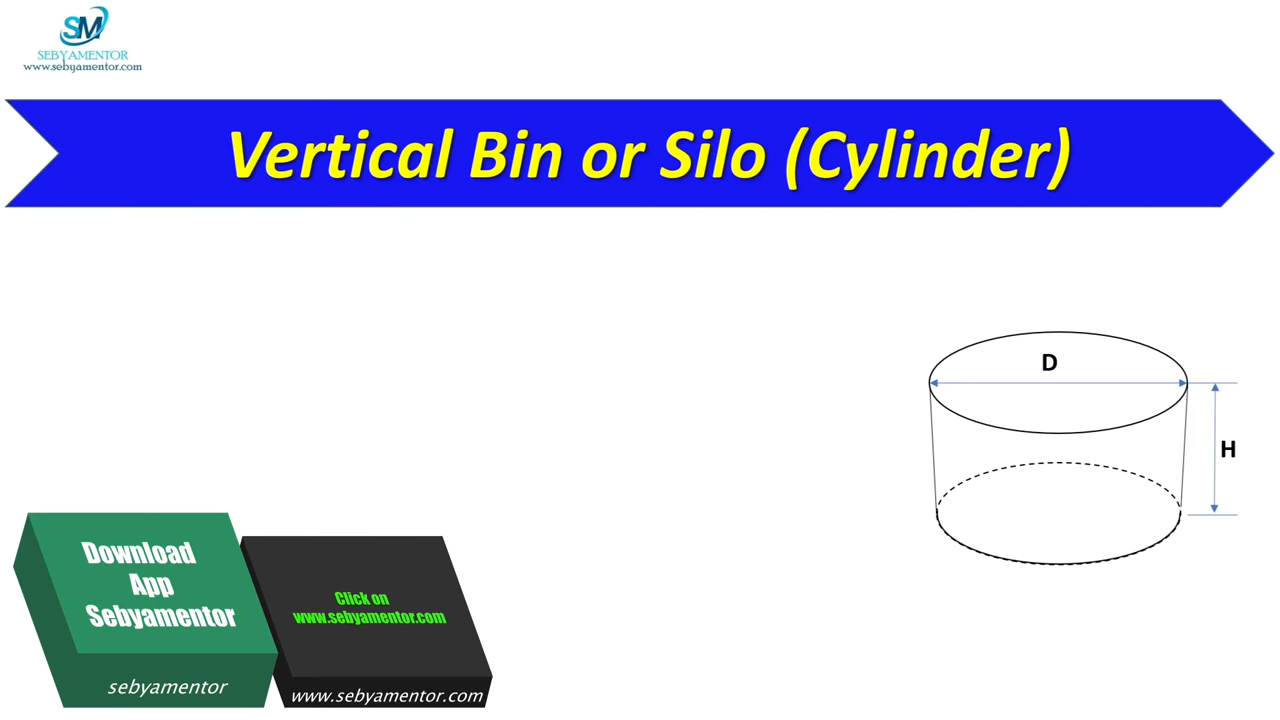 SM
SEBYAMENTOR
www.sebyamentor.com
Vertical Bin or Silo (Cylinder)
D
H
Download
App
Sebyamentor
sebyamentor
Click on
www.sebyamentor.com
www.sebyamentor.com